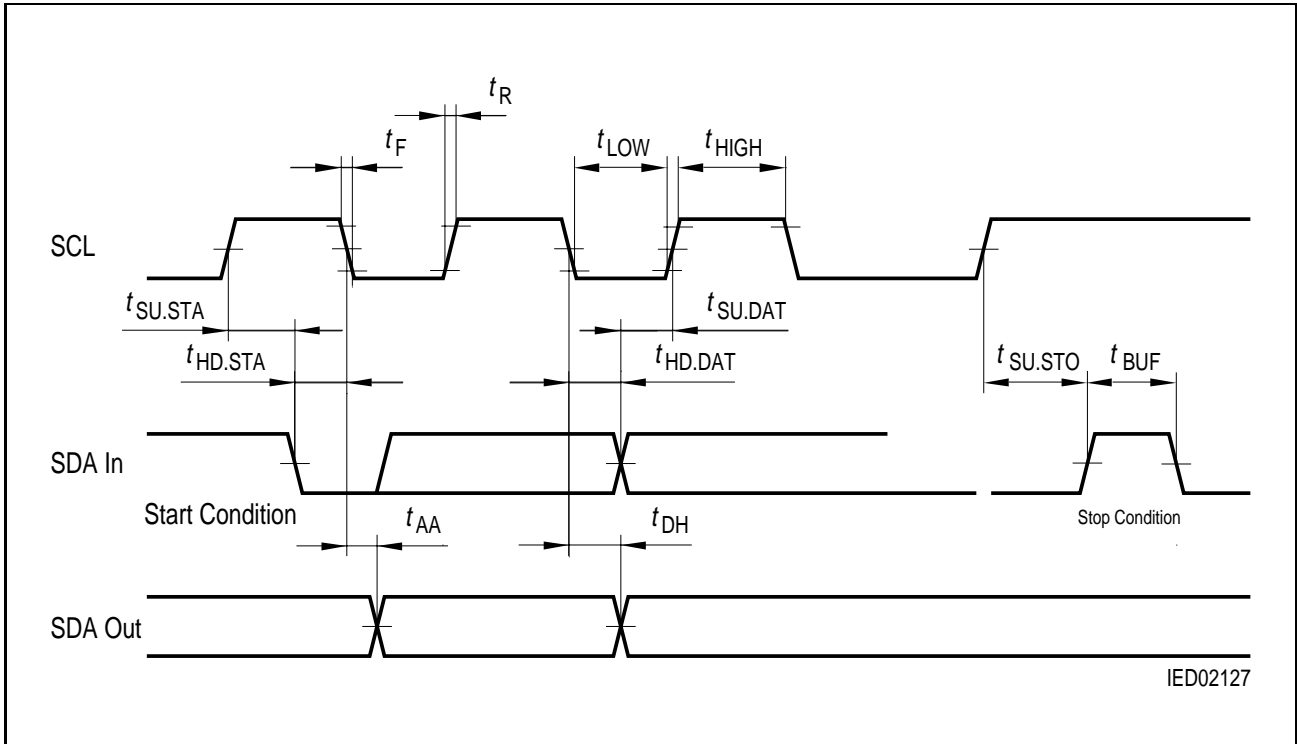 tR
tF
tLOW
tHIGH
SCL
tSU.STA
tSU.DAT
tHD.STA
tHD.DAT
tSU.STO
tBUF
SDA In
Start Condition
tAA
tDH
Stop Condition
SDA Out
IED02127